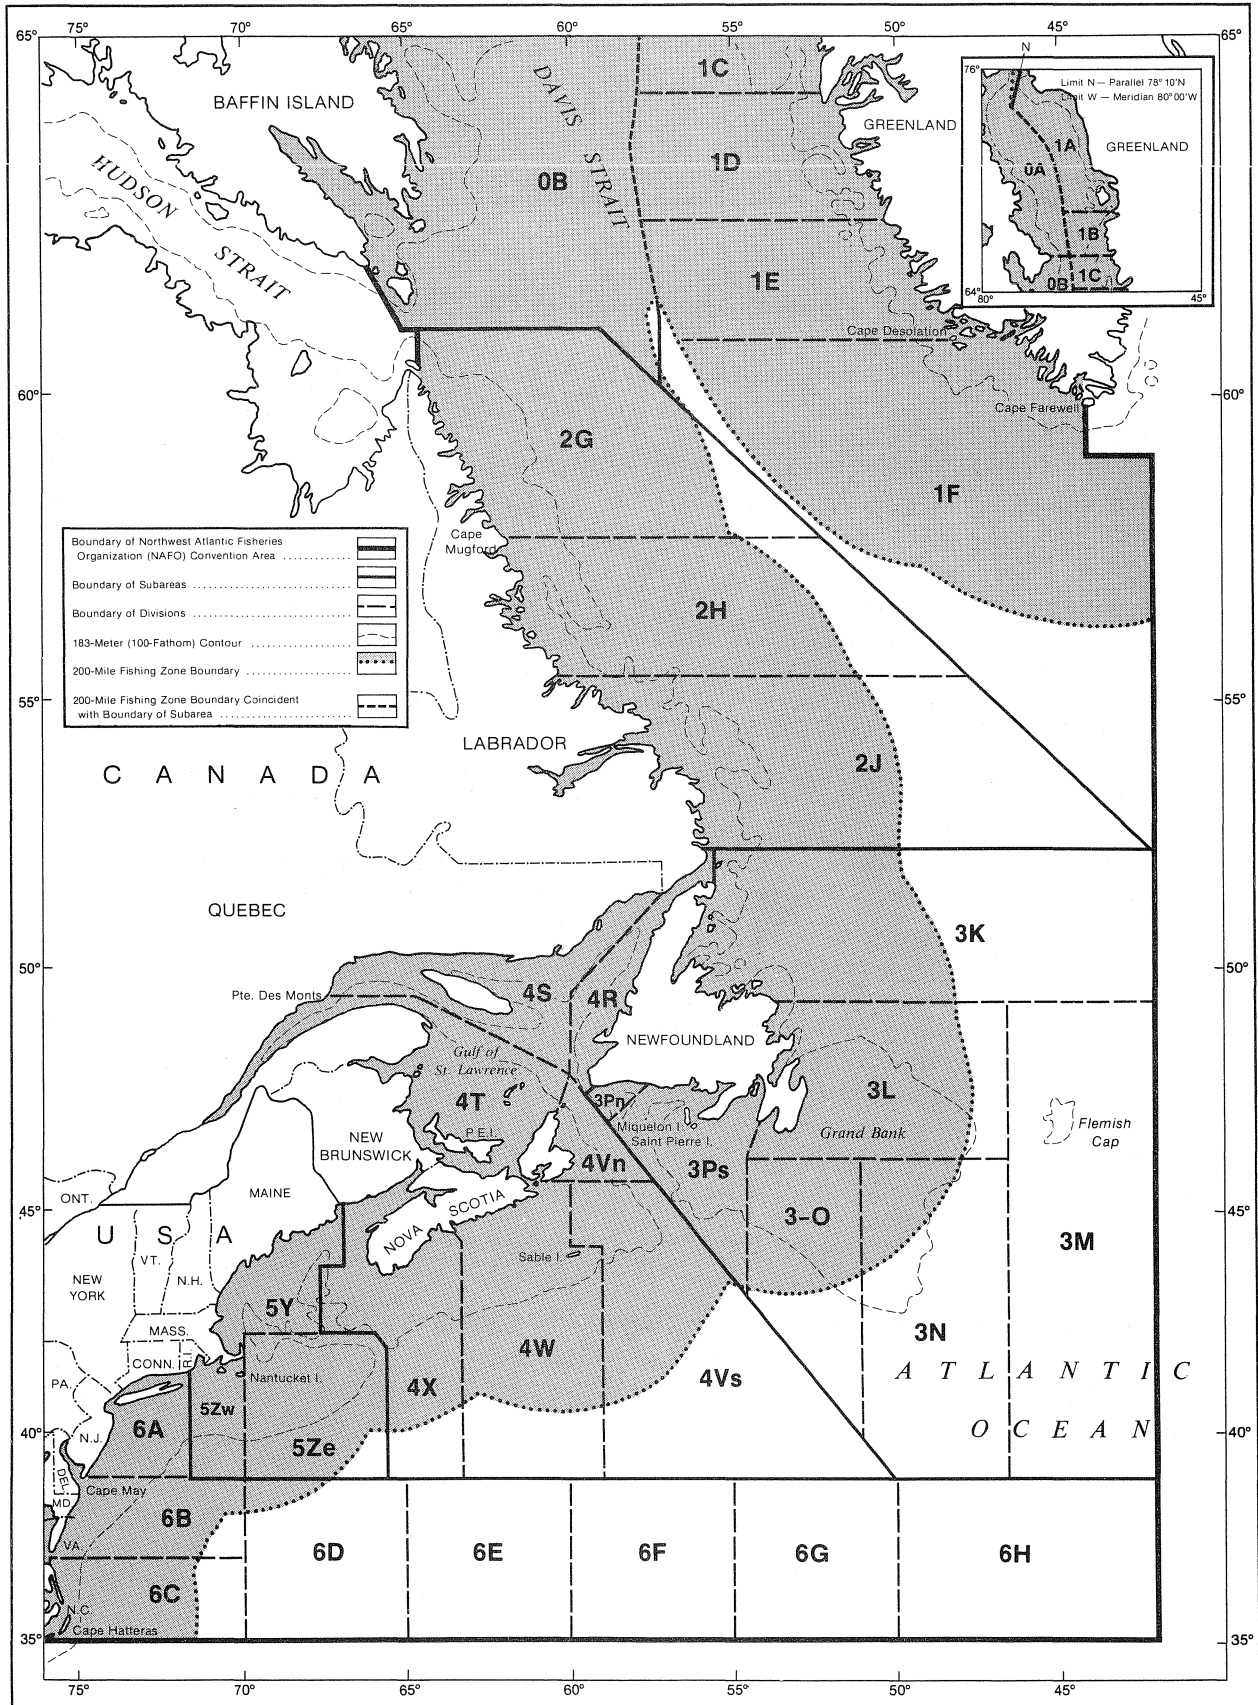 75° 70° 65° 60° 55° 50° 45°
65° 65°
N
76°
Limit N — Parallel 78° 10'N
Limit W — Meridian 80° 00'W
GREENLAND
1A
0A
1B
1C
0B
64°
80° 45°
BAFFIN ISLAND
DAVIS STRAIT
1C
GREENLAND
HUDSON STRAIT
0B
1D
1E
Cape Desolation
60° 60°
Cape Farewell
2G
1F
Boundary of Northwest Atlantic Fisheries
Organization (NAFO) Convention Area
Boundary of Subareas
Boundary of Divisions
183-Meter (100-Fathom) Contour
200-Mile Fishing Zone Boundary
200-Mile Fishing Zone Boundary Coincident
with Boundary of Subarea
Cape
Mugford
2H
55° 55°
LABRADOR
CANADA
2J
QUEBEC
3K
50° 50°
Pte. Des Monts
4S
4R
NEWFOUNDLAND
Gulf of
St. Lawrence
4T
3Pn
3L
Miquelon I.
Saint Pierre I.
Grand Bank
Flemish
Cap
P.E.I.
NEW
BRUNSWICK
4Vn
3Ps
ONT.
MAINE
NOVA SCOTIA
45° 45°
3-O
3M
USA
VT.
N.H.
Sable I.
NEW
YORK
5Y
MASS.
4W
3N
CONN.
R.I.
Nantucket I.
PA.
4X
4Vs
ATLANTIC
OCEAN
5Zw
6A
5Ze
N.J.
40° 40°
DEL.
Cape May
MD.
6B
VA.
6D 6E 6F 6G 6H
6C
N.C.
Cape Hatteras
35° 35°
75° 70° 65° 60° 55° 50° 45°